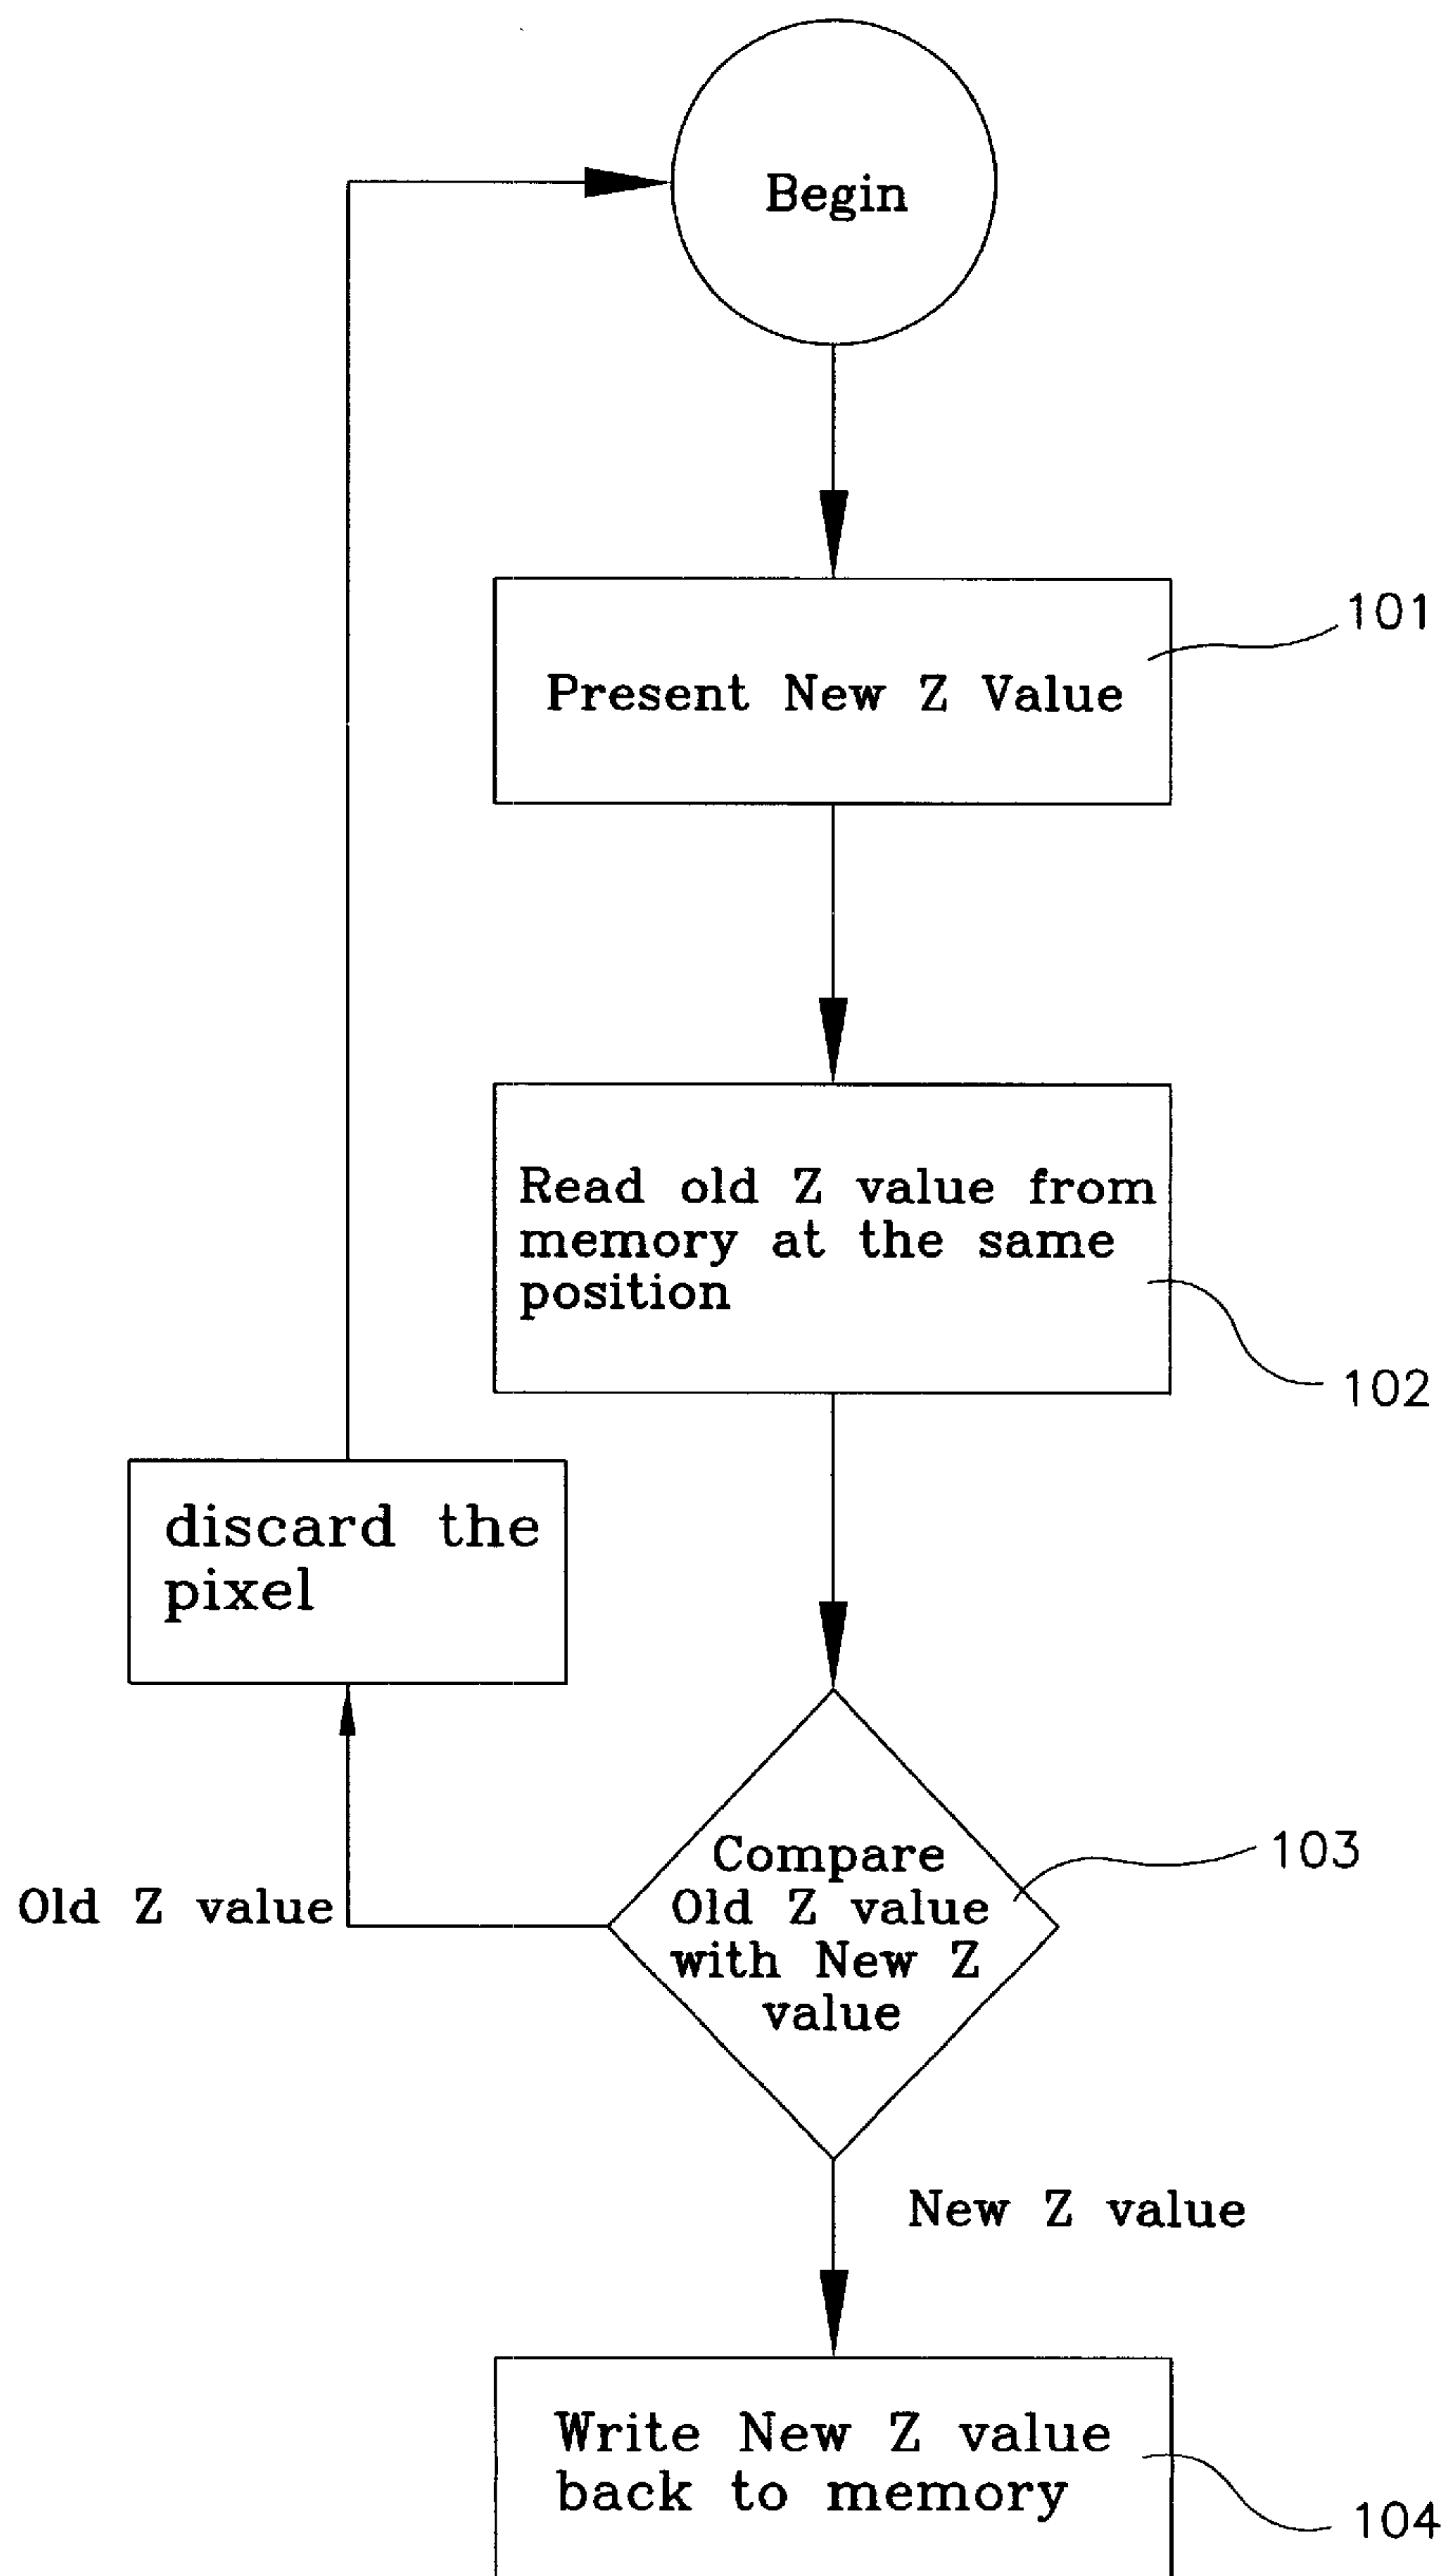 Begin
101
Present New Z Value
Read old Z value from
memory at the same
position
102
discard the
pixel
Compare
Old Z value
with New Z
value
103
Old Z value
New Z value
Write New Z value
back to memory
104